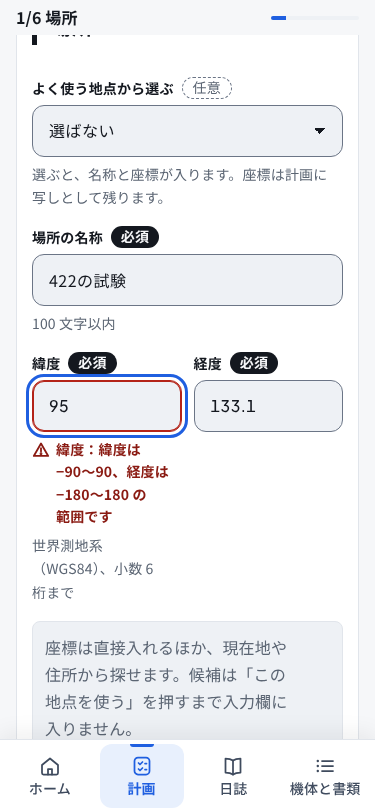 1/6 場所
よく使う地点から選ぶ 任意
選ばない
選ぶと、名称と座標が入ります。座標は計画に
写しとして残ります。
場所の名称 必須
422の試験
100 文字以内
緯度 必須 経度 必須
95 133.1
緯度：緯度は
−90〜90、経度は
−180〜180 の
範囲です
世界測地系
（WGS84）、小数 6
桁まで
座標は直接入れるほか、現在地や
住所から探せます。候補は「この
地点を使う」を押すまで入力欄に
入りません。
ホーム 計画 日誌 機体と書類